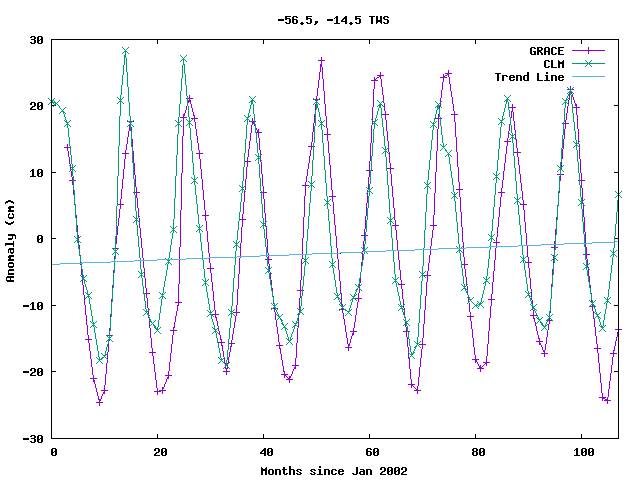 -56.5, -14.5 TWS
GRACE
CLM
Trend Line
30
20
10
0
-10
-20
-30
Anomaly (cm)
0 20 40 60 80 100
Months since Jan 2002